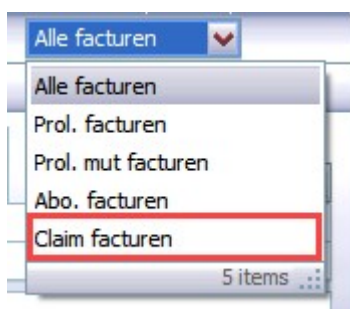 Alle facturen
Alle facturen
Prol. facturen
Prol. mut facturen
Abo. facturen
Claim facturen
5 items